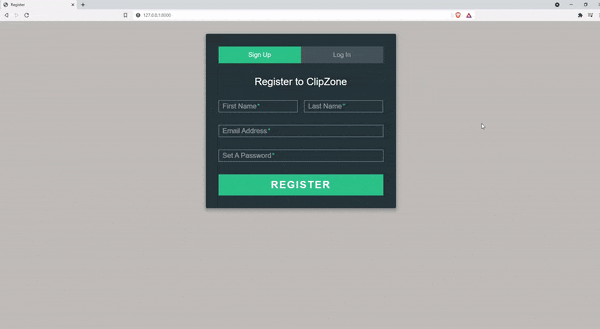 Register
127.0.0.1:8000
Sign Up Log In
Register to ClipZone
First Name* Last Name*
Email Address*
Set A Password*
REGISTER